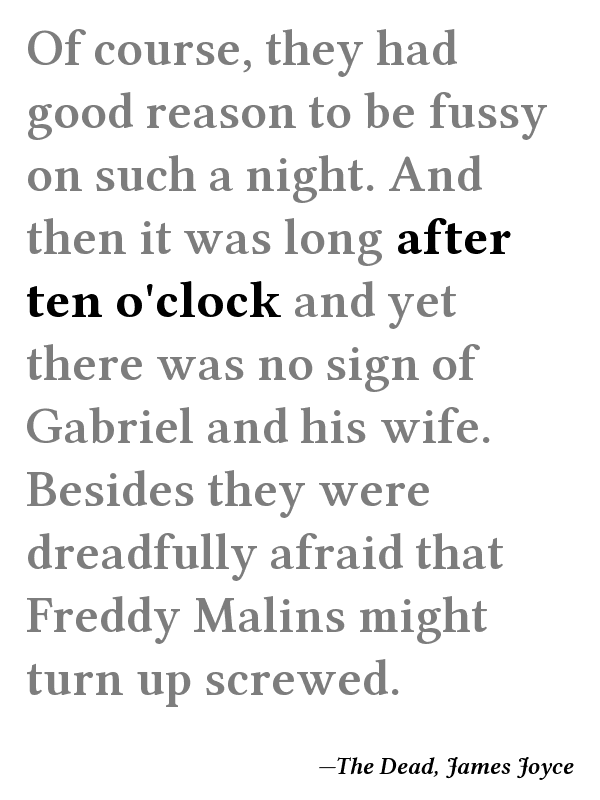 Of course, they had
good reason to be fussy
on such a night. And
then it was long after
ten o'clock and yet
there was no sign of
Gabriel and his wife.
Besides they were
dreadfully afraid that
Freddy Malins might
turn up screwed.
—The Dead, James Joyce